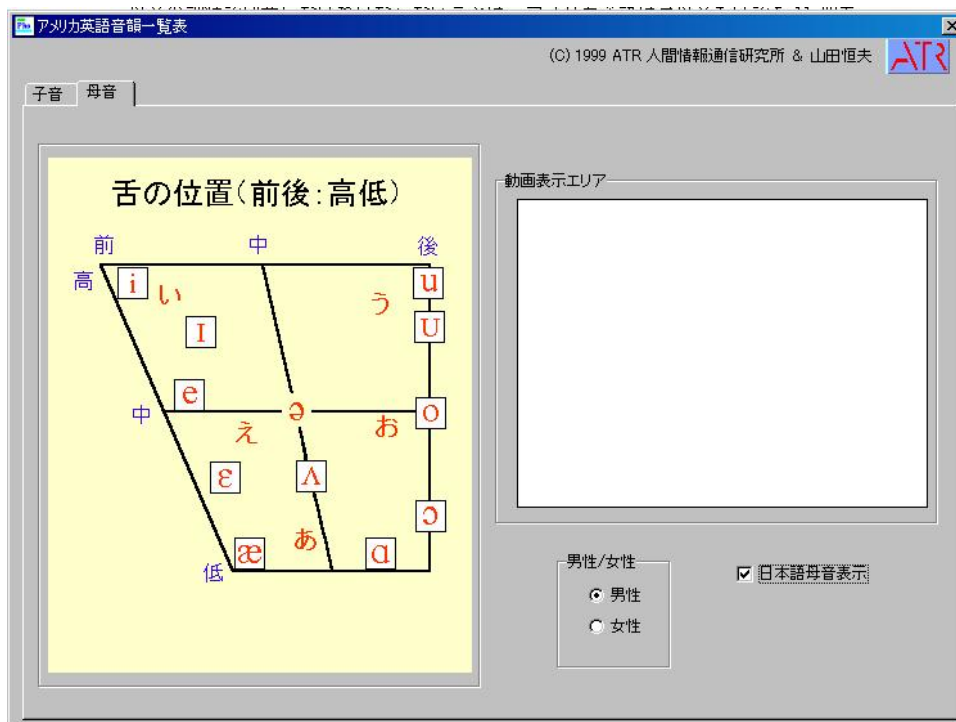 アメリカ英語音韻一覧表
(C) 1999 ATR 人間情報通信研究所 & 山田恒夫
ATR
子音 母音
舌の位置(前後:高低)
動画表示エリア
前 中 後
高 i い う u
I U
e
中 ə o
え お
ɛ ʌ
ɔ
あ
低 æ ɑ
男性/女性
日本語母音表示
男性
女性